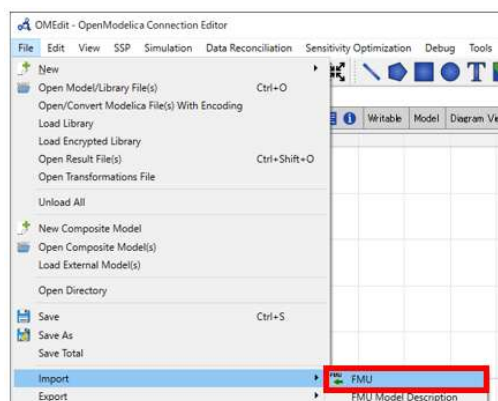 OMEdit - OpenModelica Connection Editor
File Edit View SSP Simulation Data Reconciliation Sensitivity Optimization Debug Tools
New
Open Model/Library File(s) Ctrl+O
Open/Convert Modelica File(s) With Encoding
Load Library
Writable Model Diagram
Load Encrypted Library
Open Result File(s) Ctrl+Shift+O
Open Transformations File
Unload All
New Composite Model
Open Composite Model(s)
Load External Model(s)
Open Directory
Save Ctrl+S
Save As
Save Total
Import FMU
Export FMU Model Description